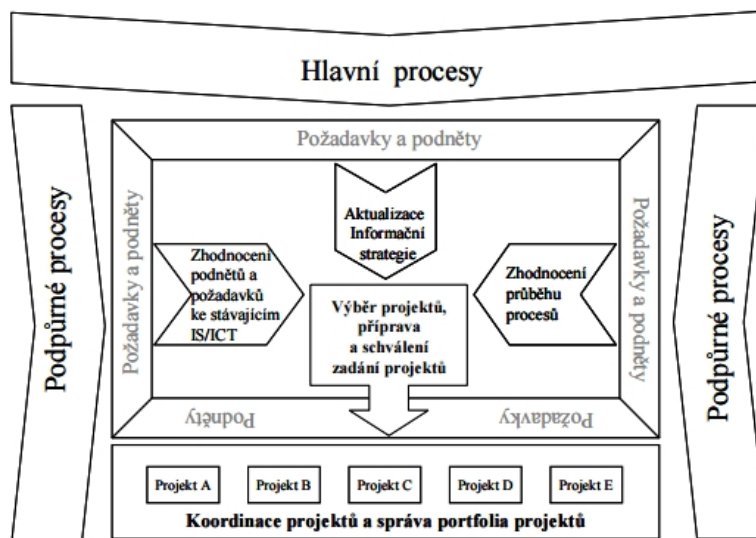 Hlavní procesy
Požadavky a podněty
Podpůrné procesy
Požadavky a podněty
Aktualizace
Informační
strategie
Zhodnocení
podnětů a
požadavků
ke stávajícím
IS/ICT
Zhodnocení
průběhu
procesů
Výběr projektů,
příprava
a schválení
zadání projektů
Požadavky a podněty
Podpůrné procesy
Podněty
Požadavky
Projekt A
Projekt B
Projekt C
Projekt D
Projekt E
Koordinace projektů a správa portfolia projektů